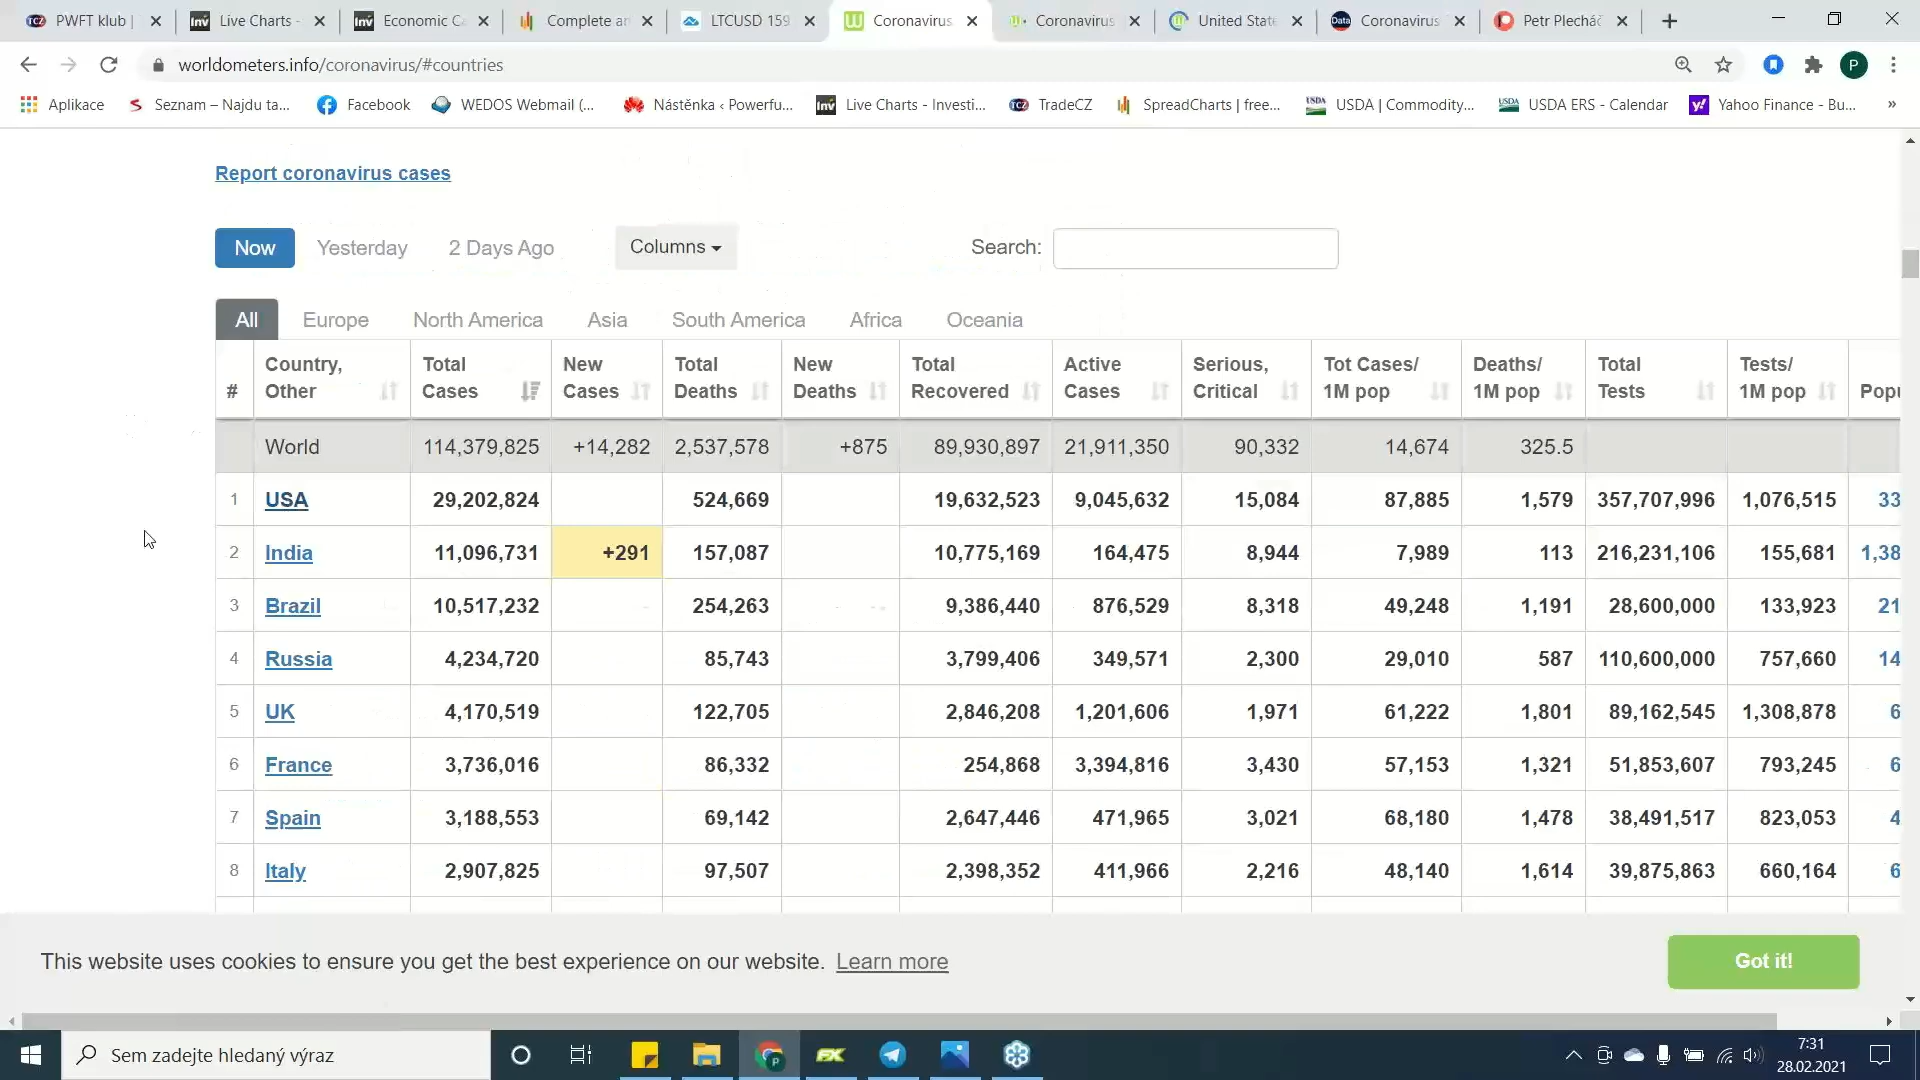 PWFT klub |
Live Charts -
Economic Ca
Complete an
LTCUSD 159
Coronavirus
Coronavirus
United State
Coronavirus
Petr Plecháč
worldometers.info/coronavirus/#countries
P
Aplikace
Seznam – Najdu ta...
Facebook
WEDOS Webmail (...
Nástěnka ‹ Powerfu...
Live Charts - Investi...
TradeCZ
SpreadCharts | free...
USDA | Commodity...
USDA ERS - Calendar
Yahoo Finance - Bu...
»
Report coronavirus cases
Now Yesterday 2 Days Ago Columns Search:
All Europe North America Asia South America Africa Oceania
# Country, Other Total Cases New Cases Total Deaths New Deaths Total Recovered Active Cases Serious, Critical Tot Cases/ 1M pop Deaths/ 1M pop Total Tests Tests/ 1M pop Popu
World 114,379,825 +14,282 2,537,578 +875 89,930,897 21,911,350 90,332 14,674 325.5
1 USA 29,202,824 524,669 19,632,523 9,045,632 15,084 87,885 1,579 357,707,996 1,076,515 33
2 India 11,096,731 +291 157,087 10,775,169 164,475 8,944 7,989 113 216,231,106 155,681 1,38
3 Brazil 10,517,232 254,263 9,386,440 876,529 8,318 49,248 1,191 28,600,000 133,923 21
4 Russia 4,234,720 85,743 3,799,406 349,571 2,300 29,010 587 110,600,000 757,660 14
5 UK 4,170,519 122,705 2,846,208 1,201,606 1,971 61,222 1,801 89,162,545 1,308,878 6
6 France 3,736,016 86,332 254,868 3,394,816 3,430 57,153 1,321 51,853,607 793,245 6
7 Spain 3,188,553 69,142 2,647,446 471,965 3,021 68,180 1,478 38,491,517 823,053 4
8 Italy 2,907,825 97,507 2,398,352 411,966 2,216 48,140 1,614 39,875,863 660,164 6
This website uses cookies to ensure you get the best experience on our website. Learn more Got it!
Sem zadejte hledaný výraz
FX
7:31
28.02.2021